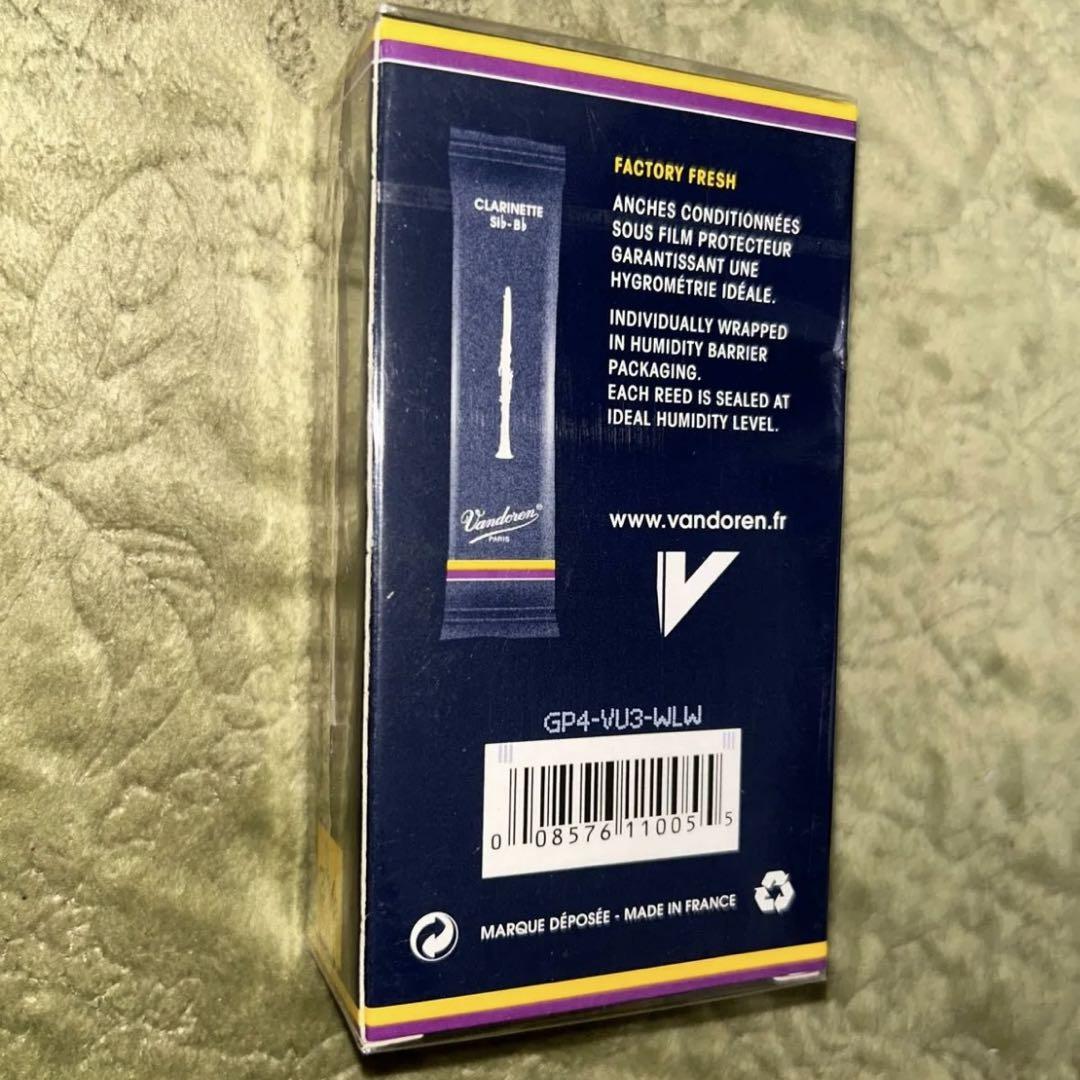 CLARINETTE
Si♭-B♭
Vandoren®
PARIS
FACTORY FRESH
ANCHES CONDITIONNÉES
SOUS FILM PROTECTEUR
GARANTISSANT UNE
HYGROMÉTRIE IDÉALE.
INDIVIDUALLY WRAPPED
IN HUMIDITY BARRIER
PACKAGING.
EACH REED IS SEALED AT
IDEAL HUMIDITY LEVEL.
www.vandoren.fr
V
GP4-VU3-WLW
0 08576 11005 5
MARQUE DÉPOSÉE - MADE IN FRANCE